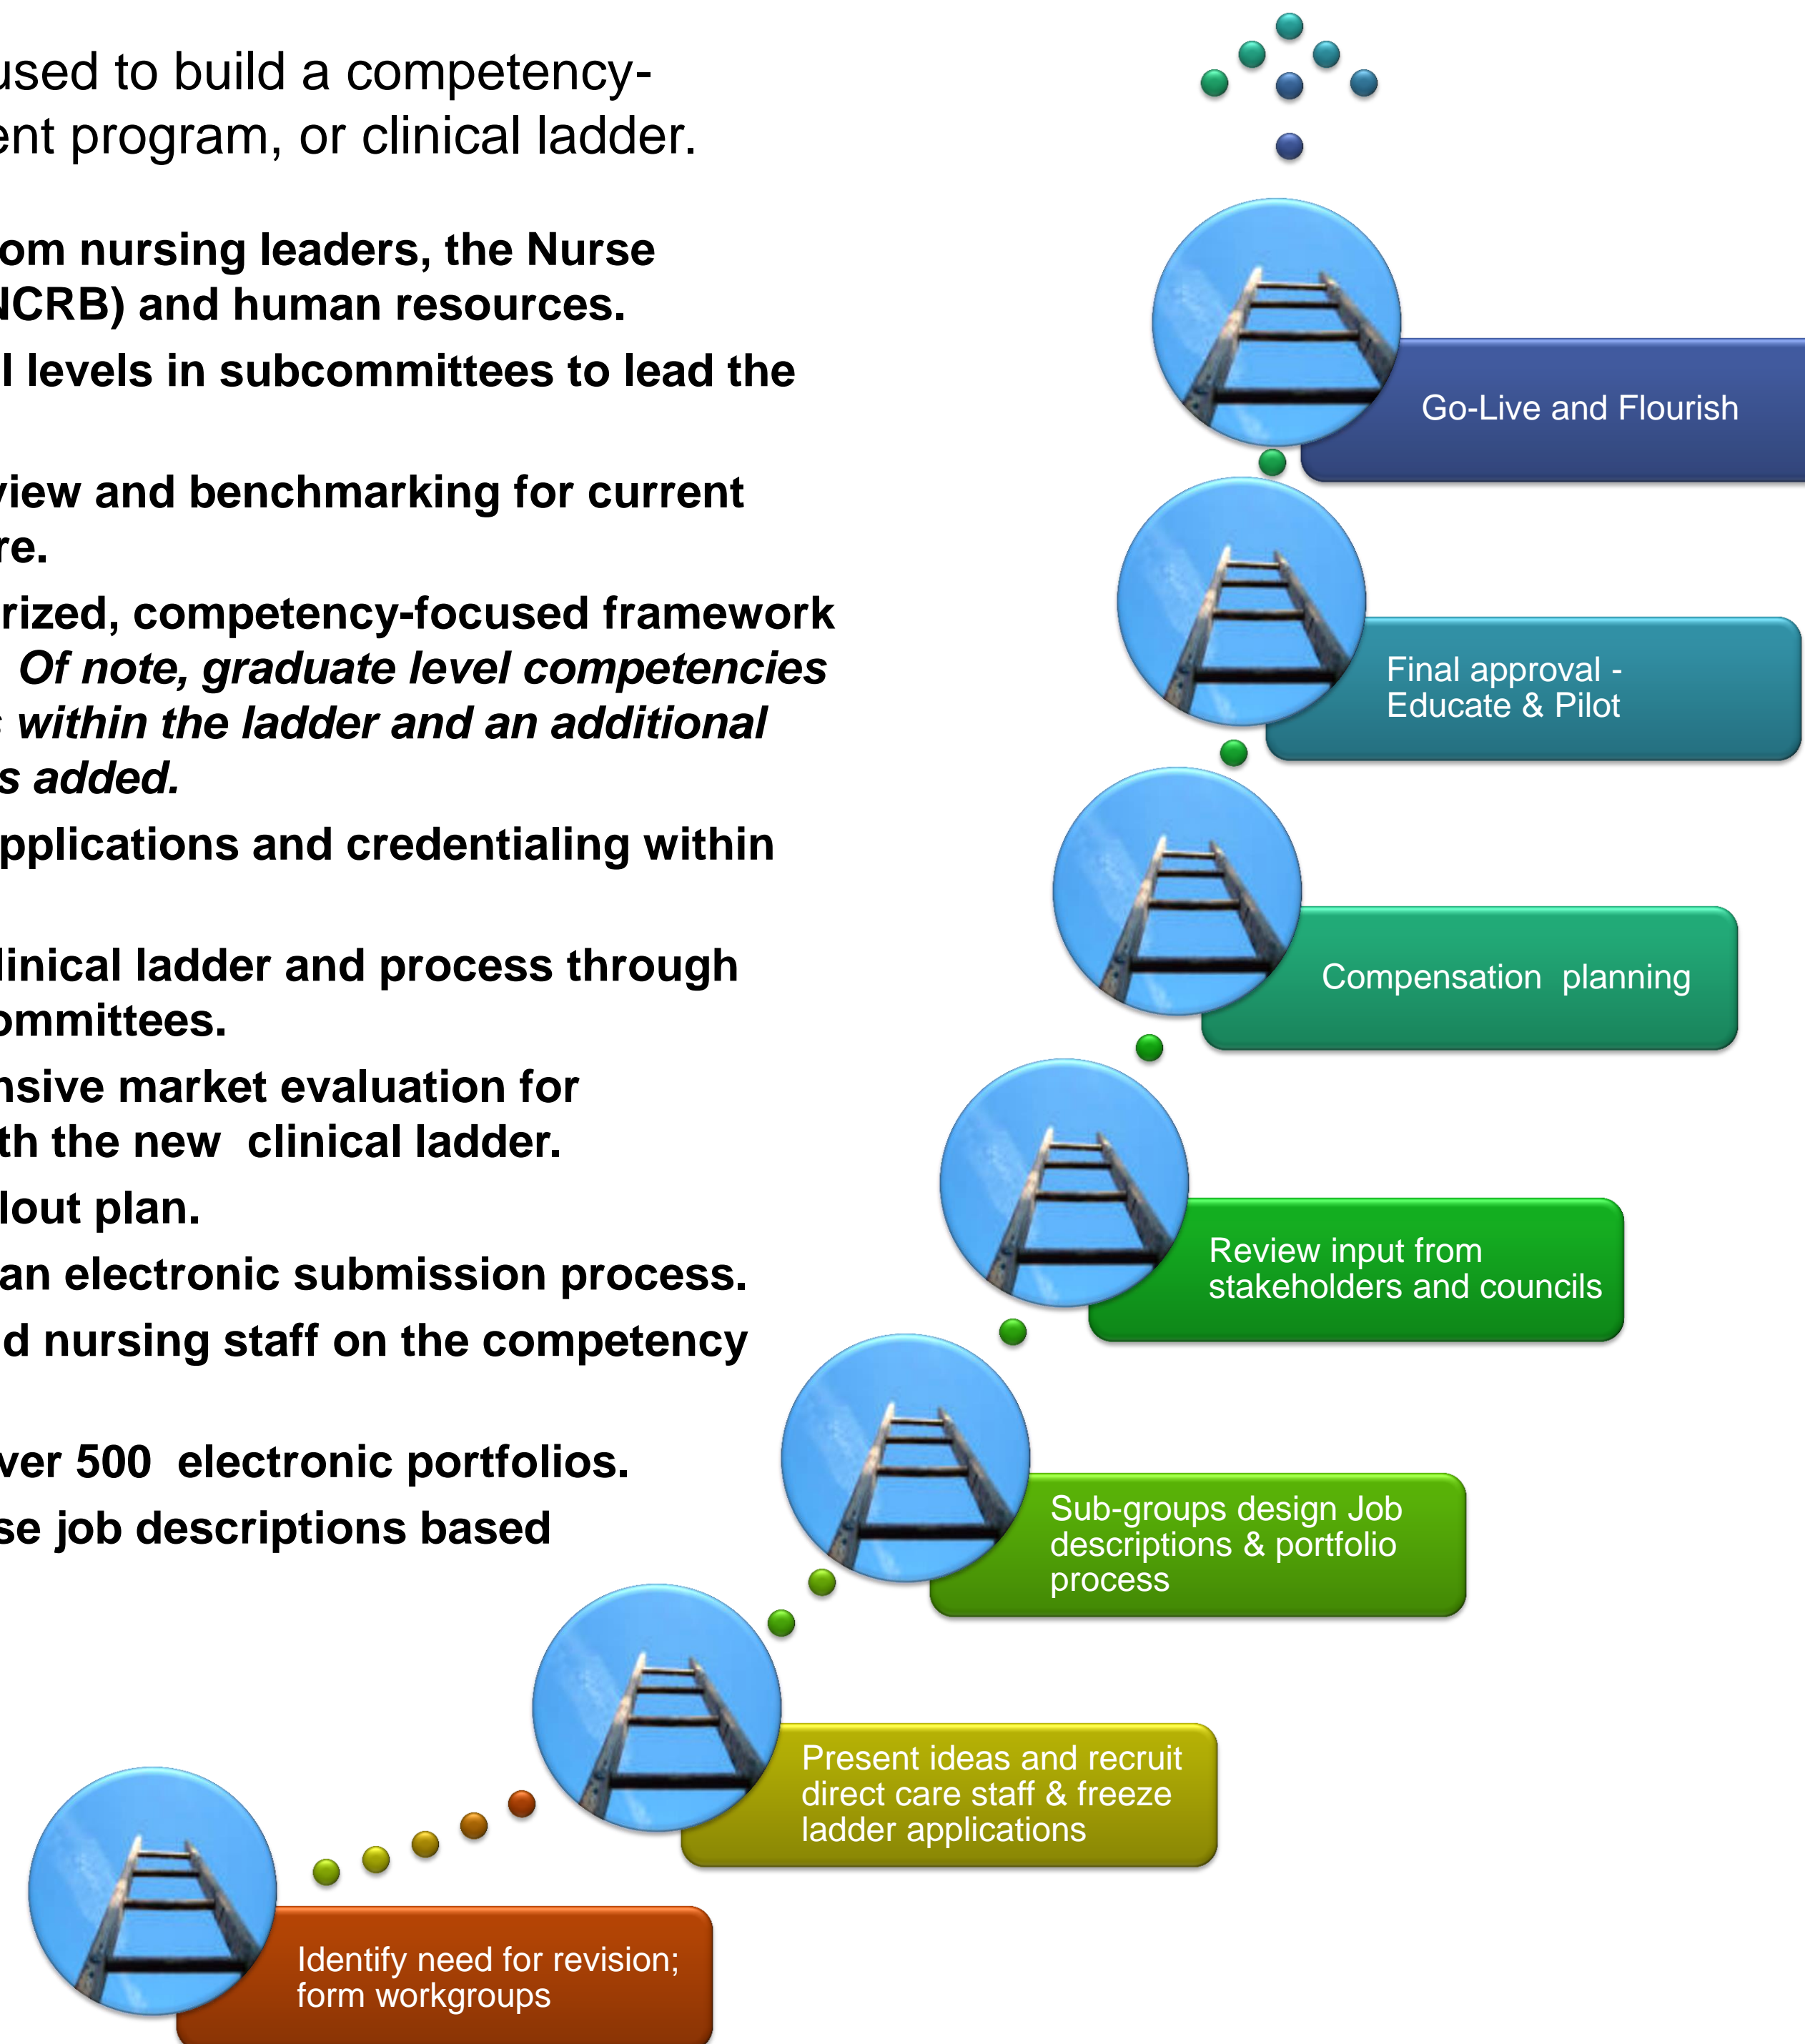 used to build a competency-
ent program, or clinical ladder.
om nursing leaders, the Nurse
NCRB) and human resources.
l levels in subcommittees to lead the
view and benchmarking for current
re.
rized, competency-focused framework
Of note, graduate level competencies
s within the ladder and an additional
s added.
pplications and credentialing within
linical ladder and process through
ommittees.
nsive market evaluation for
th the new clinical ladder.
lout plan.
an electronic submission process.
d nursing staff on the competency
ver 500 electronic portfolios.
se job descriptions based
Go-Live and Flourish
Final approval -
Educate & Pilot
Compensation planning
Review input from
stakeholders and councils
Sub-groups design Job
descriptions & portfolio
process
Present ideas and recruit
direct care staff & freeze
ladder applications
Identify need for revision;
form workgroups